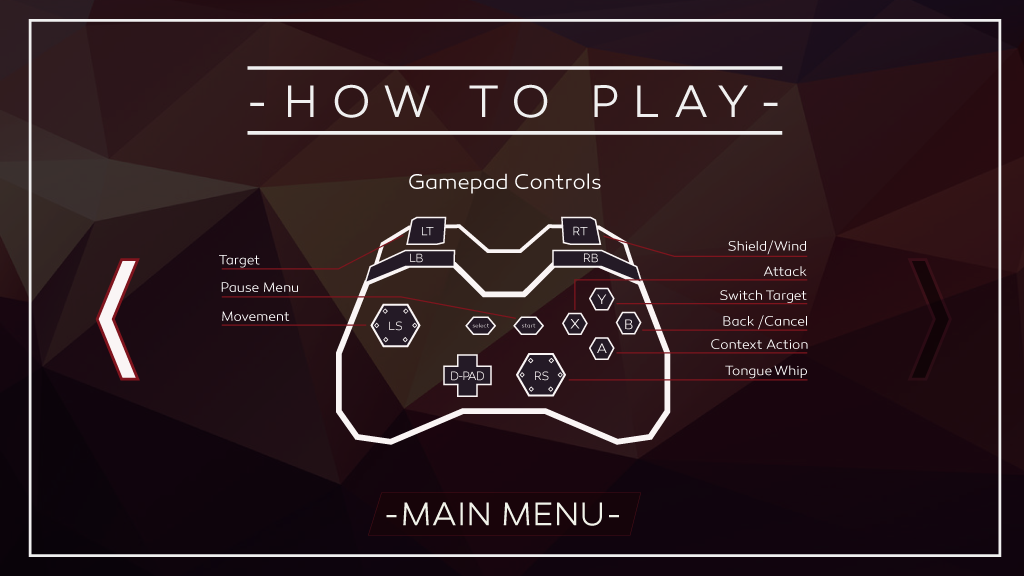 -HOW TO PLAY-
Gamepad Controls
LT
RT
Shield/Wind
Target
LB
RB
Attack
Pause Menu
Y
Switch Target
Movement
LS
select
start
X
B
Back /Cancel
A
Context Action
D-PAD
RS
Tongue Whip
-MAIN MENU-